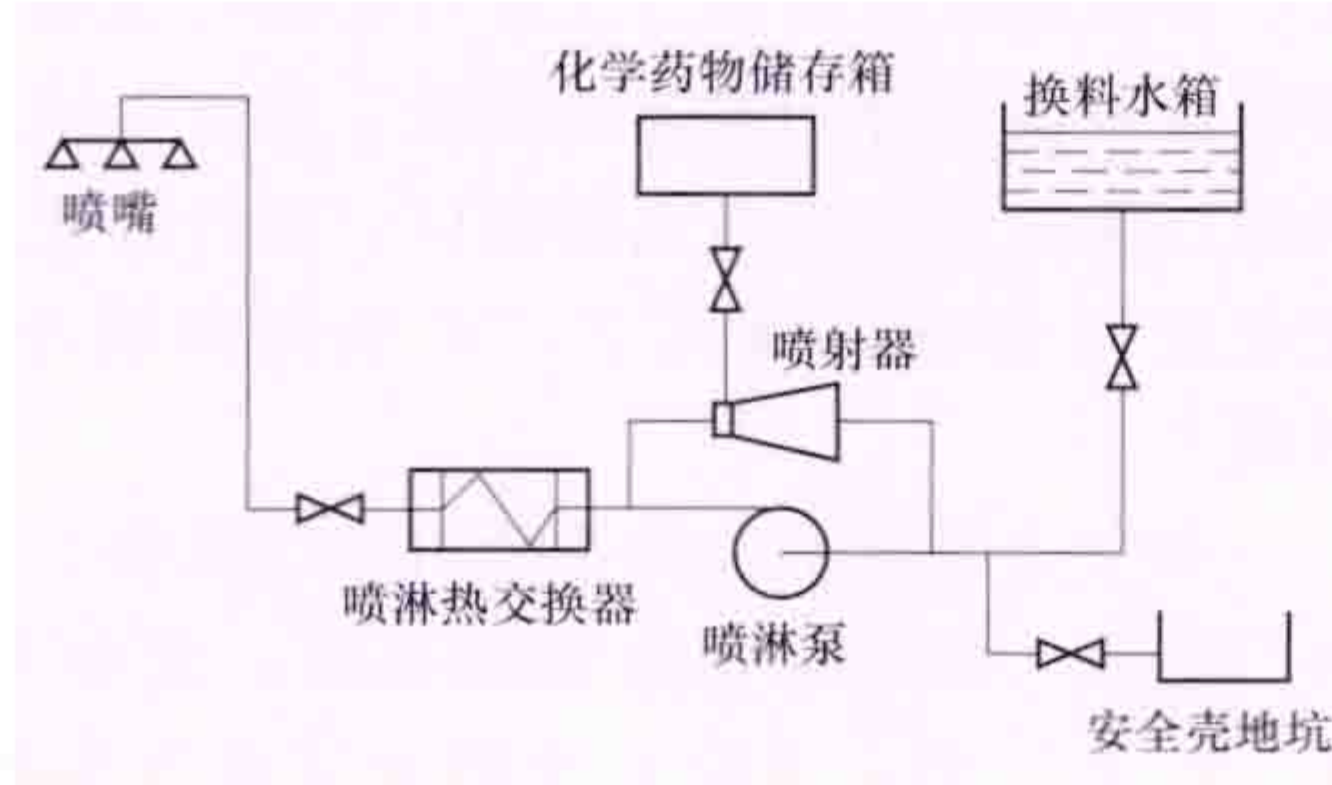 化学药物储存箱
换料水箱
喷嘴
喷射器
喷淋热交换器
喷淋泵
安全壳地坑